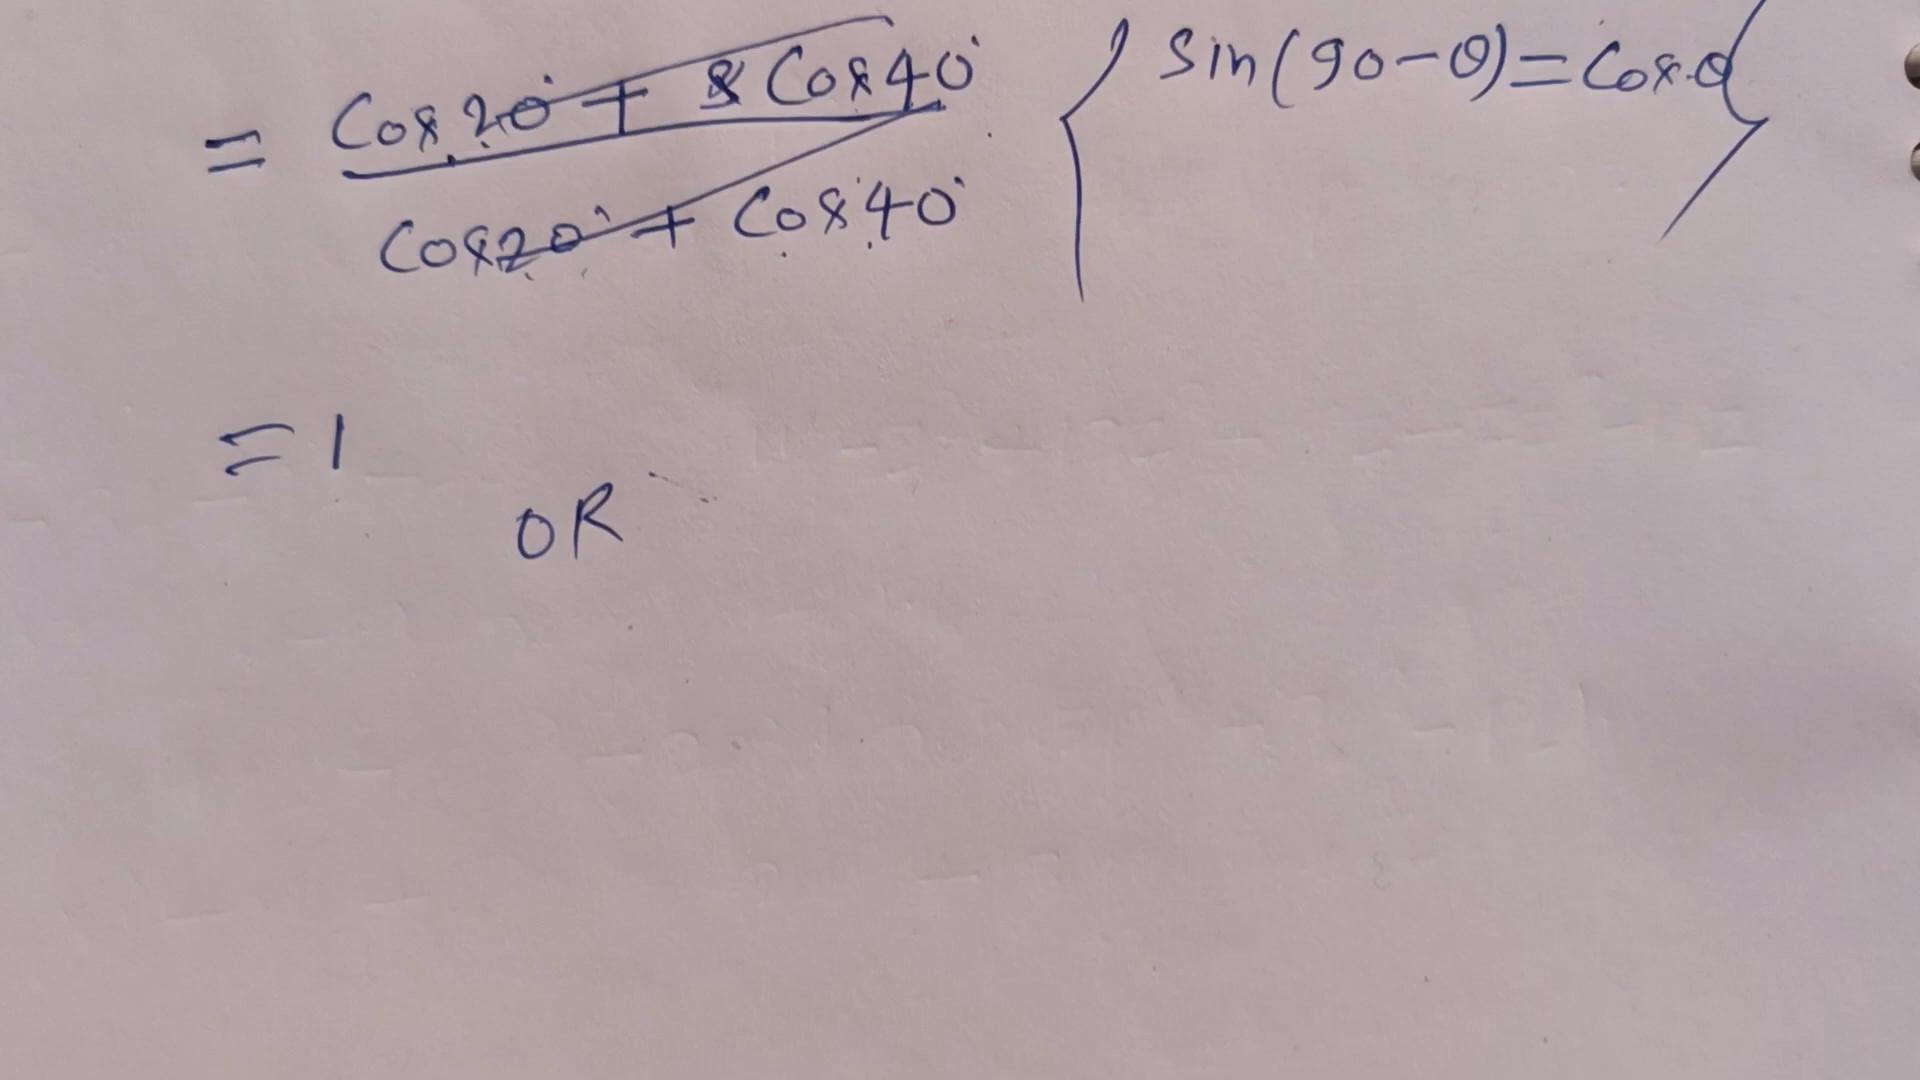 = Cos 20° + Cos 40° { sin(90-θ) = Cos θ }
Cos 20° + Cos 40°
= 1
OR